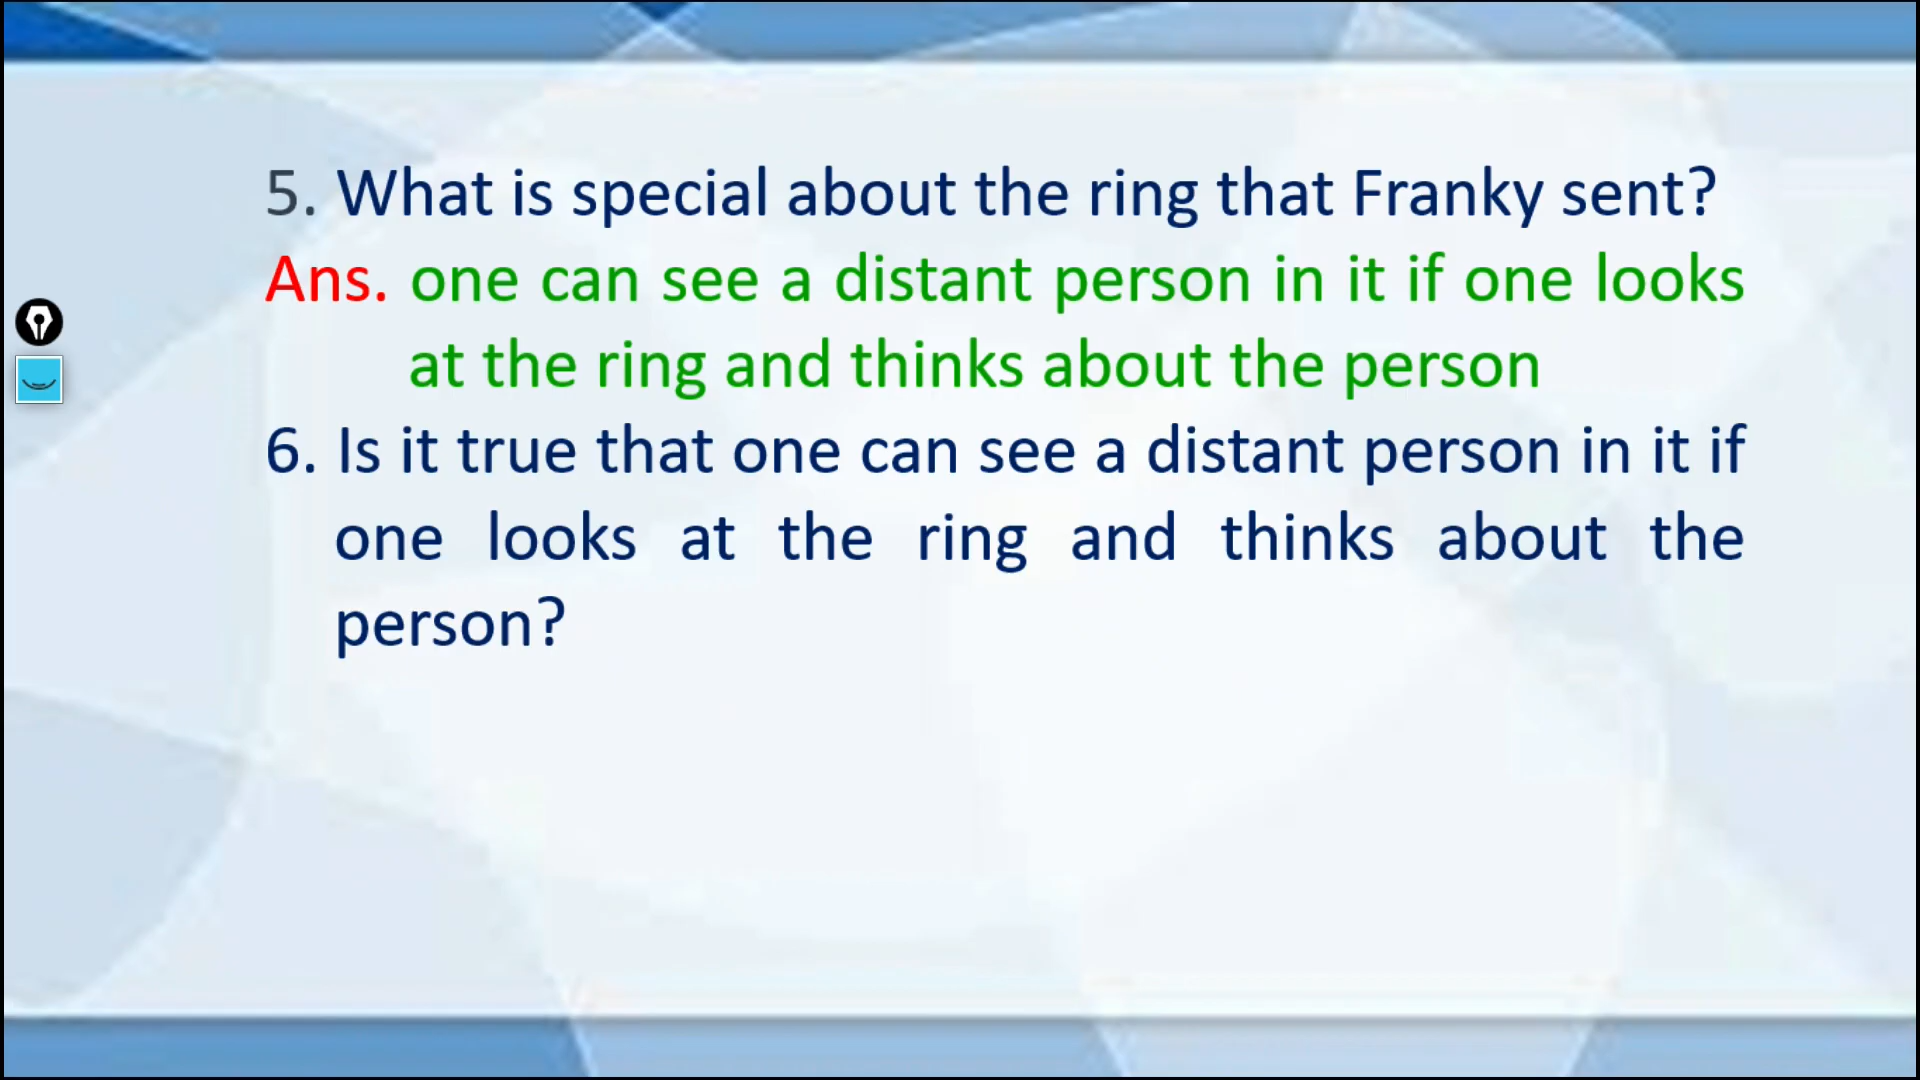 5. What is special about the ring that Franky sent?
Ans. one can see a distant person in it if one looks
at the ring and thinks about the person
6. Is it true that one can see a distant person in it if
one looks at the ring and thinks about the
person?